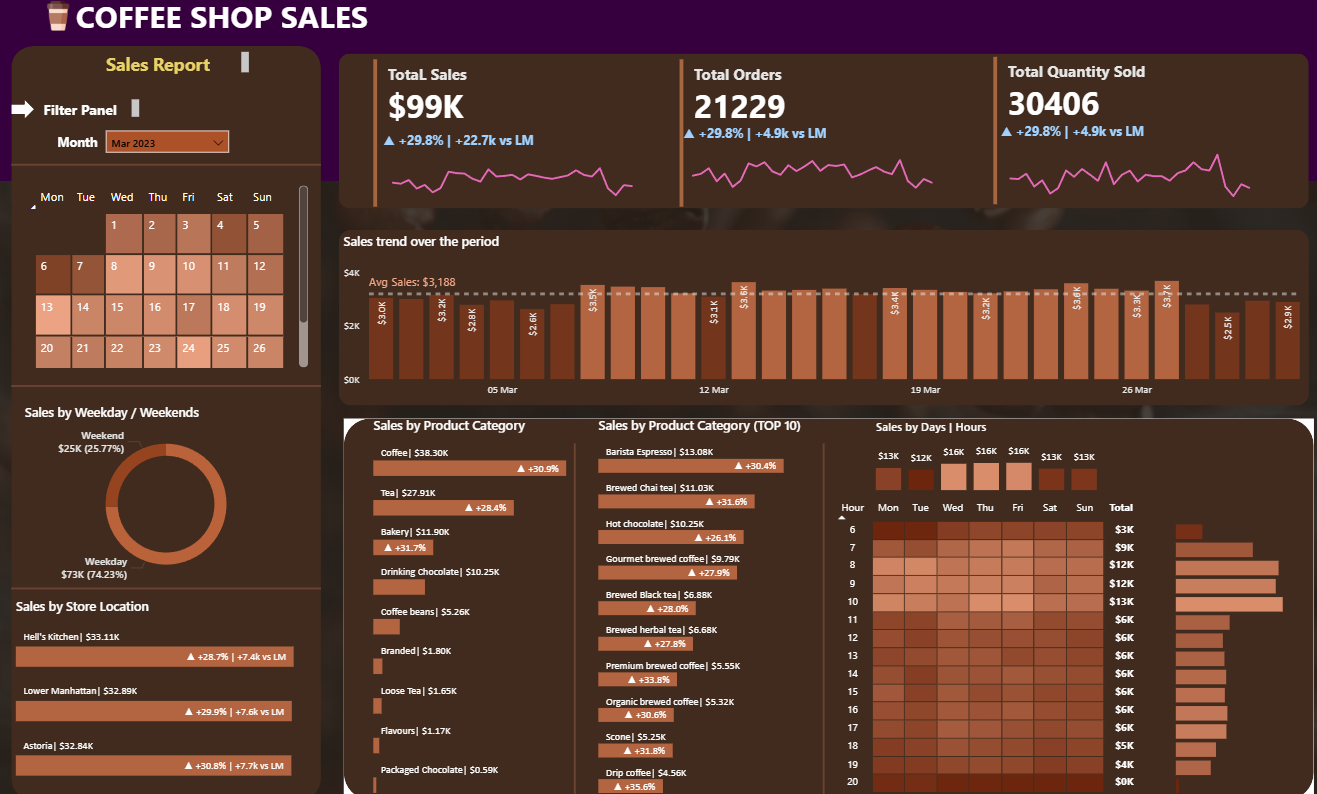 COFFEE SHOP SALES
Sales Report
Filter Panel
Month
Mar 2023
Mon Tue Wed Thu Fri Sat Sun
1 2 3 4 5
6 7 8 9 10 11 12
13 14 15 16 17 18 19
20 21 22 23 24 25 26
Sales by Weekday / Weekends
Weekend
$25K (25.77%)
Weekday
$73K (74.23%)
Sales by Store Location
Hell's Kitchen| $33.11K
▲ +28.7% | +7.4k vs LM
Lower Manhattan| $32.89K
▲ +29.9% | +7.6k vs LM
Astoria| $32.84K
▲ +30.8% | +7.7k vs LM
TotaL Sales
$99K
▲ +29.8% | +22.7k vs LM
Total Orders
21229
▲ +29.8% | +4.9k vs LM
Total Quantity Sold
30406
▲ +29.8% | +4.9k vs LM
Sales trend over the period
$4K
$2K
$0K
Avg Sales: $3,188
$3.0K $3.2K $2.8K $2.6K $3.5K $3.1K $3.6K $3.4K $3.2K $3.6K $3.3K $3.7K $2.5K $2.9K
05 Mar 12 Mar 19 Mar 26 Mar
Sales by Product Category
Coffee| $38.30K
▲ +30.9%
Tea| $27.91K
▲ +28.4%
Bakery| $11.90K
▲ +31.7%
Drinking Chocolate| $10.25K
Coffee beans| $5.26K
Branded| $1.80K
Loose Tea| $1.65K
Flavours| $1.17K
Packaged Chocolate| $0.59K
Sales by Product Category (TOP 10)
Barista Espresso| $13.08K
▲ +30.4%
Brewed Chai tea| $11.03K
▲ +31.6%
Hot chocolate| $10.25K
▲ +26.1%
Gourmet brewed coffee| $9.79K
▲ +27.9%
Brewed Black tea| $6.88K
▲ +28.0%
Brewed herbal tea| $6.68K
▲ +27.8%
Premium brewed coffee| $5.55K
▲ +33.8%
Organic brewed coffee| $5.32K
▲ +30.6%
Scone| $5.25K
▲ +31.8%
Drip coffee| $4.56K
▲ +35.6%
Sales by Days | Hours
$13K $12K $16K $16K $16K $13K $13K
Hour Mon Tue Wed Thu Fri Sat Sun Total
6 $3K
7 $9K
8 $12K
9 $12K
10 $13K
11 $6K
12 $6K
13 $6K
14 $6K
15 $6K
16 $6K
17 $6K
18 $5K
19 $4K
20 $0K